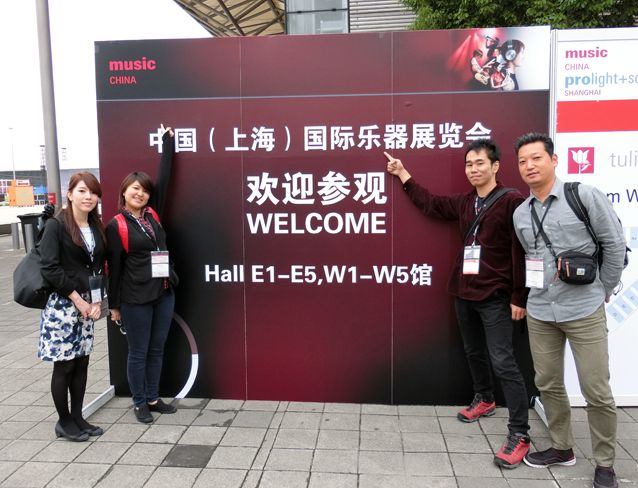 music
CHINA
中国（上海）国际乐器展览会
欢迎参观
WELCOME
Hall E1-E5,W1-W5馆
music
CHINA
prolight+so
SHANGHAI
tuli
m W